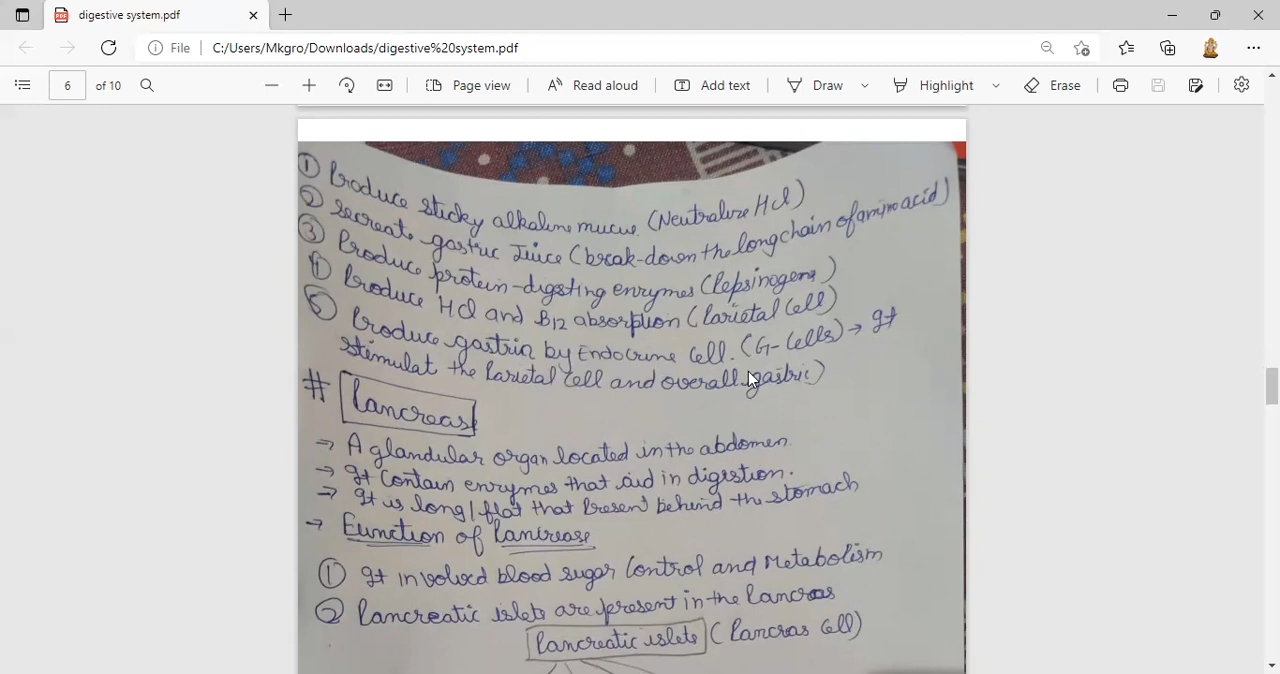 digestive system.pdf
File
C:/Users/Mkgro/Downloads/digestive%20system.pdf
6 of 10
Page view
Read aloud
Add text
Draw
Highlight
Erase
① Produce sticky alkaline mucus. (Neutralize Hcl)
② Secreate gastric Juice (break-down the long chain of amino acid)
③ Produce protein-digesting enzymes (Pepsinogens)
④ Produce HCl and B12 absorption (Parietal Cell)
⑤ Produce gastrin by Endocrine Cell. (G-Cells) → It
stimulat the Parietal Cell and overall gastric)
# Pancrease
⇒ A glandular organ located in the abdomen.
⇒ It Contain enzymes that aid in digestion.
⇒ It is long/flat that Present behind the stomach
→ Function of Pancrease
① It involved blood sugar Control and Metabolism
② Pancreatic islets are present in the Pancras
Pancreatic islets (Pancras Cell)